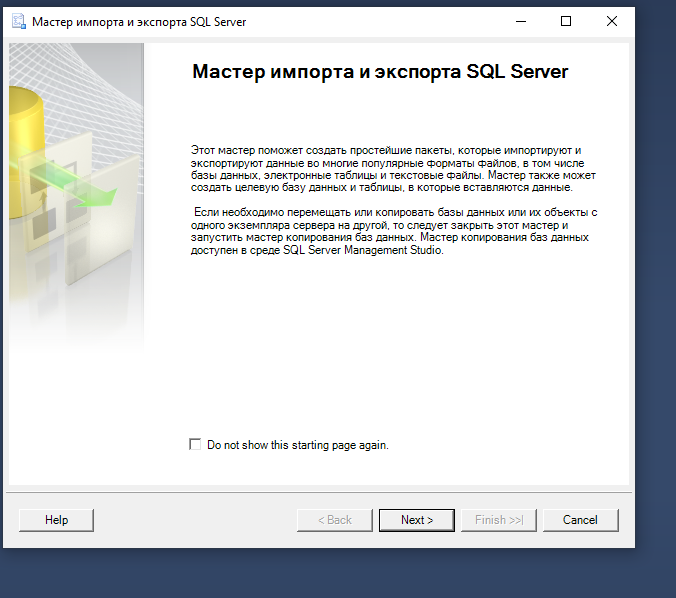 Мастер импорта и экспорта SQL Server
Мастер импорта и экспорта SQL Server
Этот мастер поможет создать простейшие пакеты, которые импортируют и
экспортируют данные во многие популярные форматы файлов, в том числе
базы данных, электронные таблицы и текстовые файлы. Мастер также может
создать целевую базу данных и таблицы, в которые вставляются данные.
Если необходимо перемещать или копировать базы данных или их объекты с
одного экземпляра сервера на другой, то следует закрыть этот мастер и
запустить мастер копирования баз данных. Мастер копирования баз данных
доступен в среде SQL Server Management Studio.
Do not show this starting page again.
Help
< Back
Next >
Finish >>|
Cancel